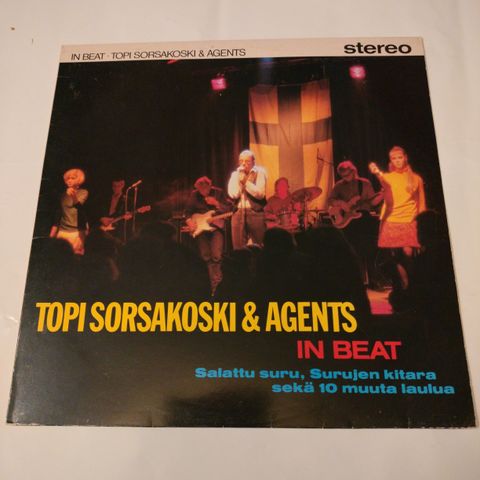 IN BEAT · TOPI SORSAKOSKI & AGENTS
stereo
TOPI SORSAKOSKI & AGENTS
IN BEAT
Salattu suru, Surujen kitara
sekä 10 muuta laulua